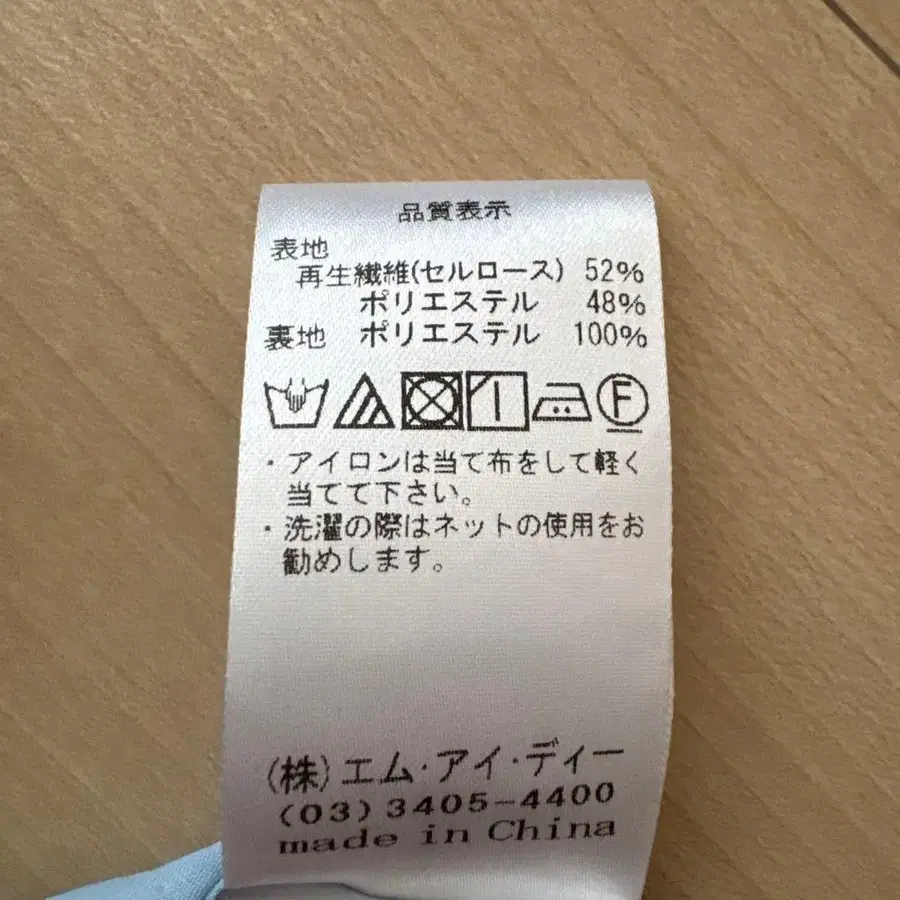 品質表示
表地
再生繊維(セルロース) 52%
ポリエステル 48%
裏地 ポリエステル 100%
F
・アイロンは当て布をして軽く
当てて下さい。
・洗濯の際はネットの使用をお
勧めします。
(株)エム・アイ・ディー
(03)3405-4400
made in China